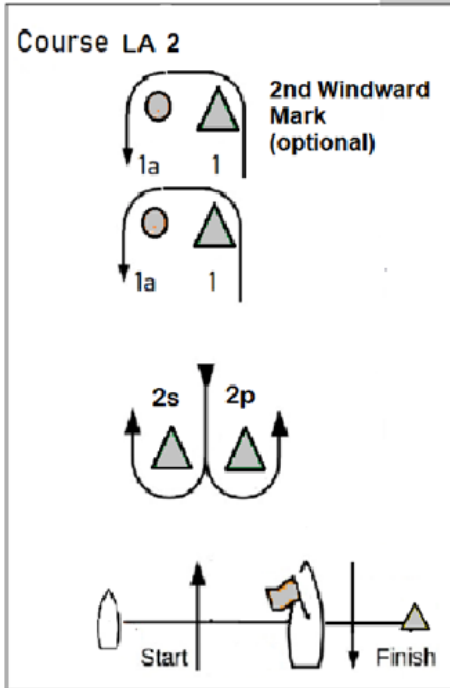 Course LA 2
2nd Windward
Mark
(optional)
1a 1
1a 1
2s 2p
Start Finish